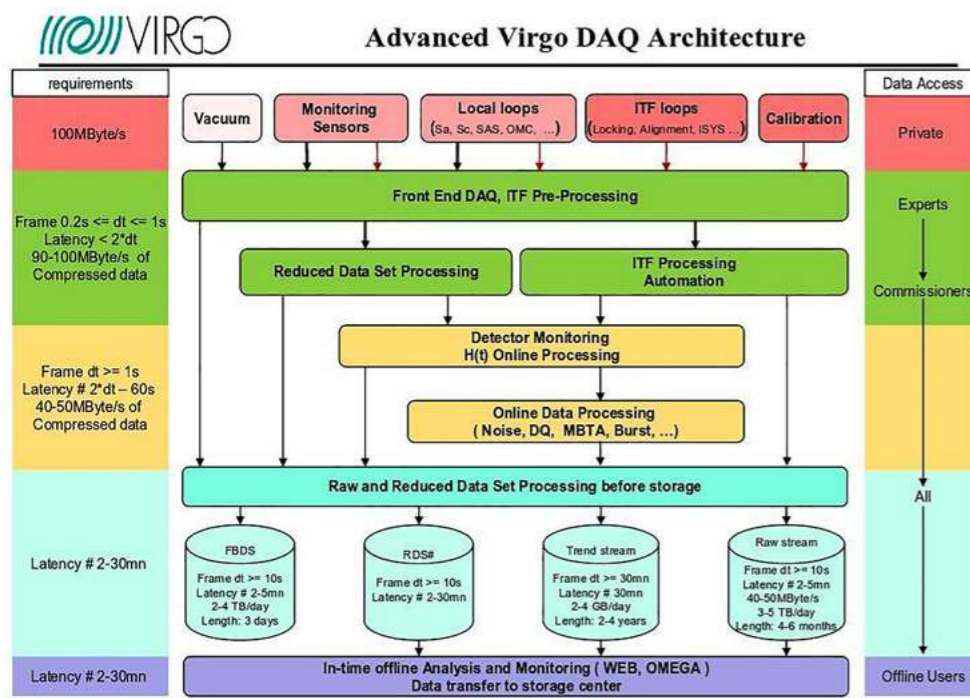 VIRGO
Advanced Virgo DAQ Architecture
requirements
Data Access
100MByte/s
Vacuum
Monitoring
Sensors
Local loops
(Sa, Sc, SAS, OMC, ...)
ITF loops
(Locking, Alignment, ISYS ...)
Calibration
Private
Frame 0.2s <= dt <= 1s
Latency < 2*dt
90-100MByte/s of
Compressed data
Front End DAQ, ITF Pre-Processing
Experts
Reduced Data Set Processing
ITF Processing
Automation
Commissioners
Frame dt >= 1s
Latency # 2*dt – 60s
40-50MByte/s of
Compressed data
Detector Monitoring
H(t) Online Processing
Online Data Processing
( Noise, DQ, MBTA, Burst, ...)
Raw and Reduced Data Set Processing before storage
All
Latency # 2-30mn
FBDS
Frame dt >= 10s
Latency # 2-5mn
2-4 TB/day
Length: 3 days
RDS#
Frame dt >= 10s
Latency # 2-30mn
Trend stream
Frame dt >= 30mn
Latency # 30mn
2-4 GB/day
Length: 2-4 years
Raw stream
Frame dt >= 10s
Latency # 2-5mn
40-50MByte/s
3-5 TB/day
Length: 4-6 months
Latency # 2-30mn
In-time offline Analysis and Monitoring ( WEB, OMEGA )
Data transfer to storage center
Offline Users